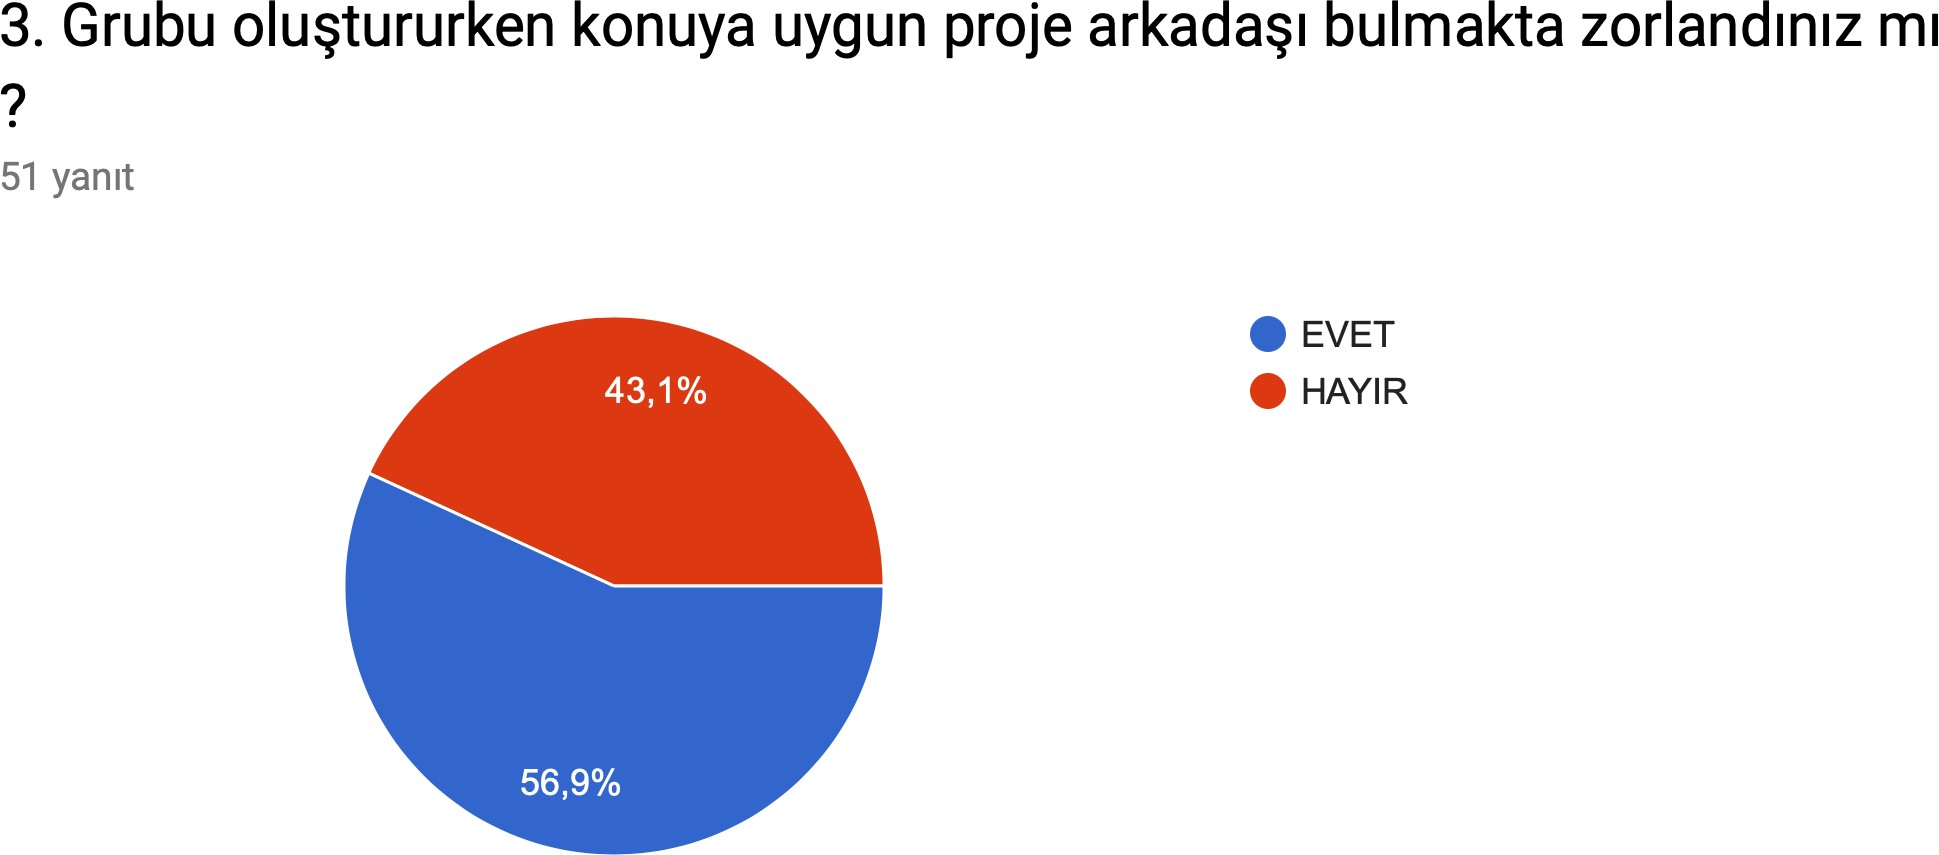 3. Grubu oluştururken konuya uygun proje arkadaşı bulmakta zorlandınız mı
?
51 yanıt
EVET
HAYIR
43,1%
56,9%